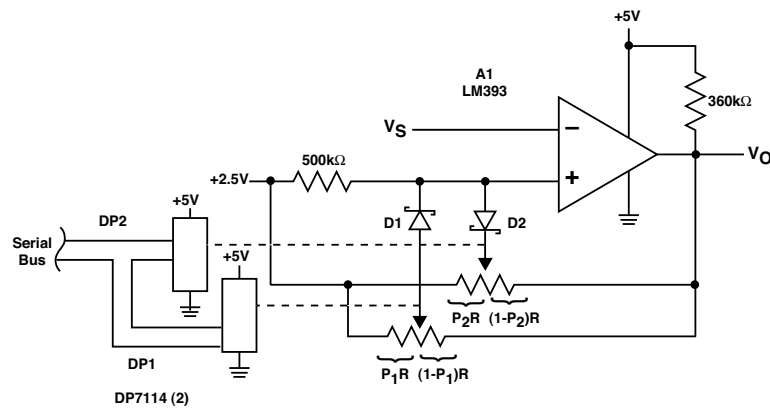 +5V
A1
LM393
360kΩ
VS
−
+
VO
500kΩ
+2.5V
+5V
DP2
D1
D2
Serial
Bus
+5V
P2R (1-P2)R
DP1
P1R (1-P1)R
DP7114 (2)